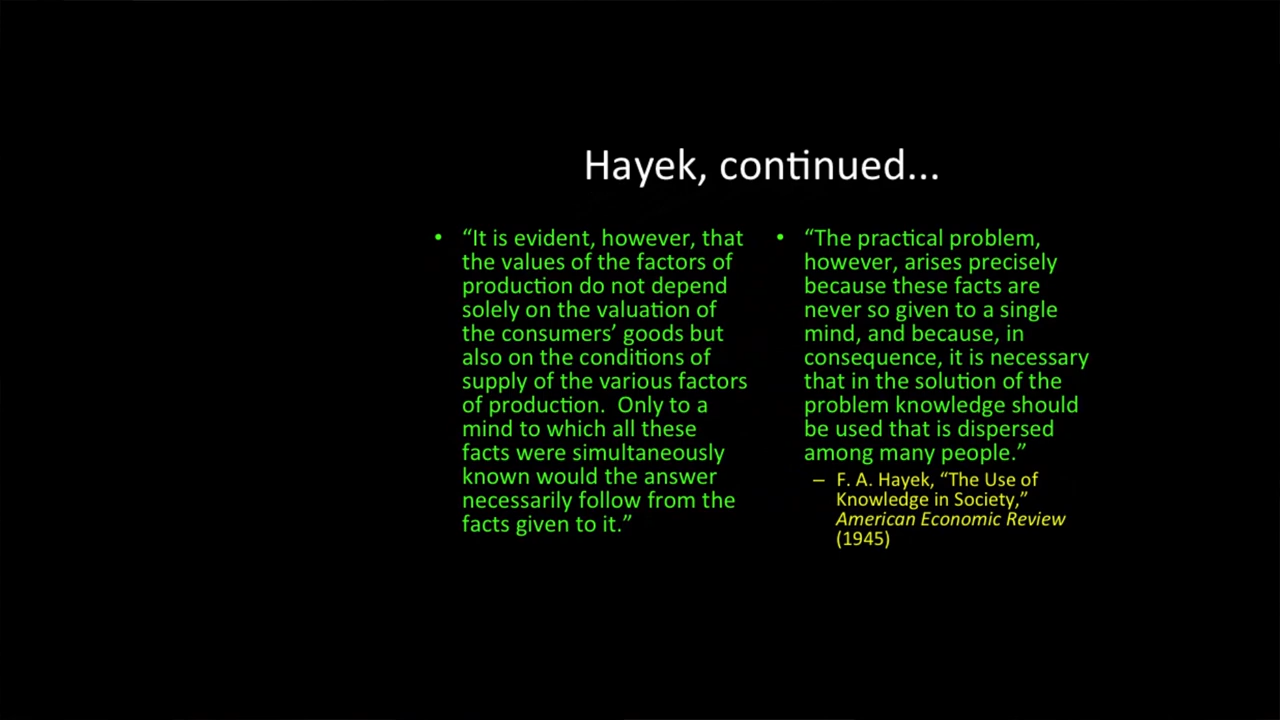 Hayek, continued...
• “It is evident, however, that
the values of the factors of
production do not depend
solely on the valuation of
the consumers’ goods but
also on the conditions of
supply of the various factors
of production.  Only to a
mind to which all these
facts were simultaneously
known would the answer
necessarily follow from the
facts given to it.”
• “The practical problem,
however, arises precisely
because these facts are
never so given to a single
mind, and because, in
consequence, it is necessary
that in the solution of the
problem knowledge should
be used that is dispersed
among many people.”
– F. A. Hayek, “The Use of
Knowledge in Society,”
American Economic Review
(1945)